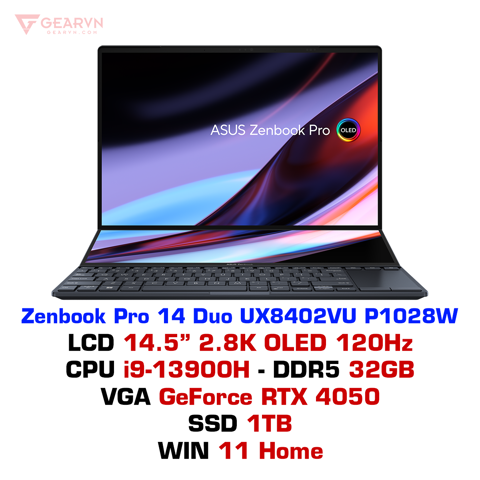 GEARVN
GEARVN.COM
ASUS Zenbook Pro OLED
Zenbook Pro 14 Duo UX8402VU P1028W
LCD 14.5” 2.8K OLED 120Hz
CPU i9-13900H - DDR5 32GB
VGA GeForce RTX 4050
SSD 1TB
WIN 11 Home